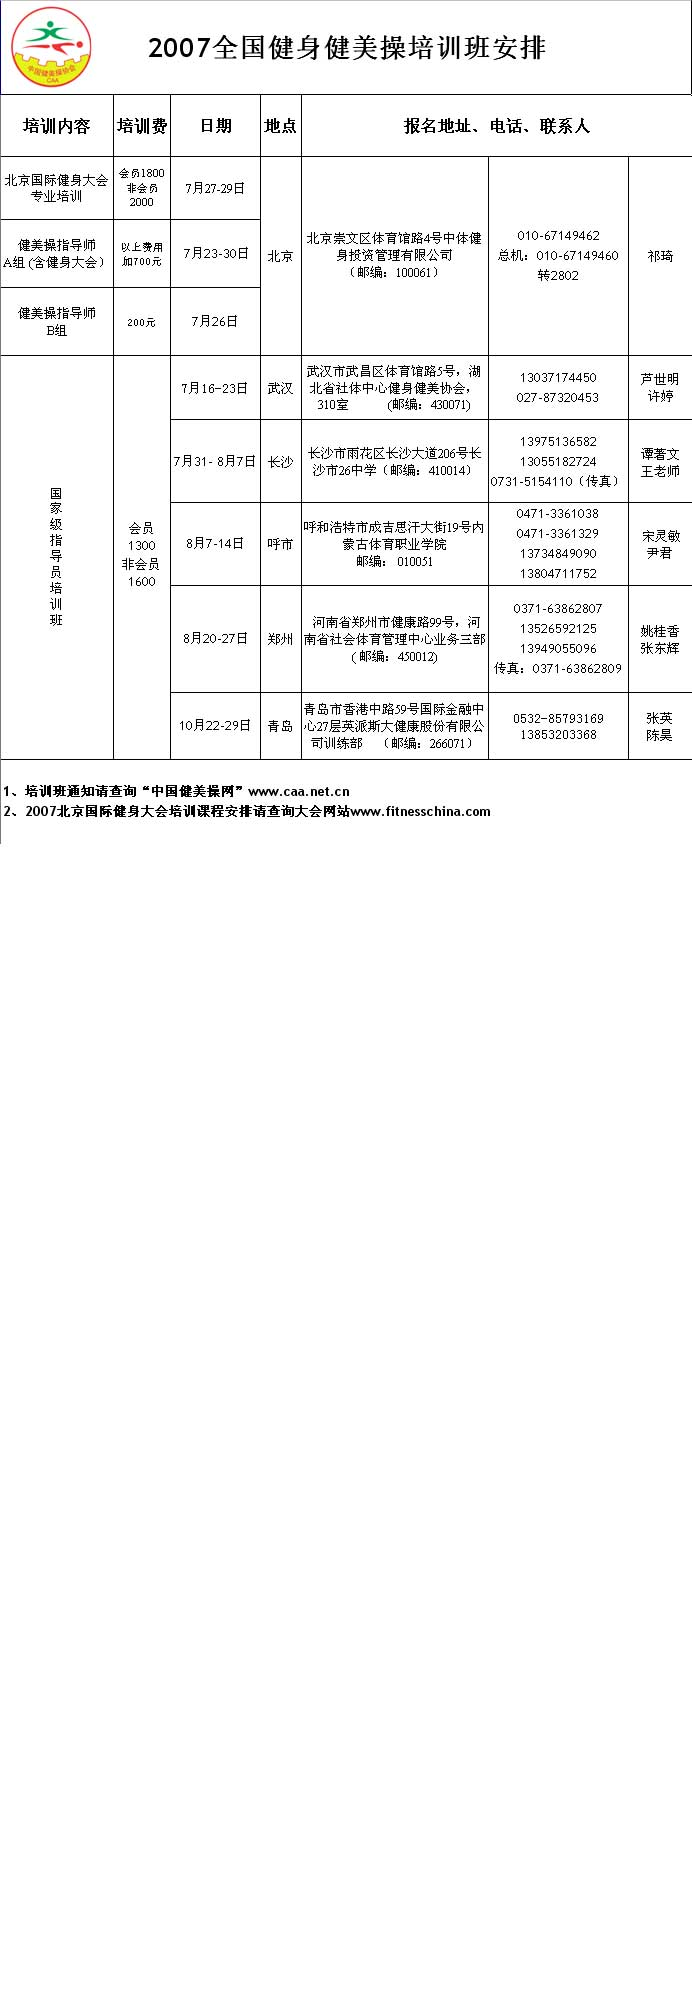 中国健美操协会
CAA
2007全国健身健美操培训班安排
培训内容 培训费 日期 地点 报名地址、电话、联系人
北京国际健身大会
专业培训
会员1800
非会员
2000
7月27-29日
健美操指导师
A组 (含健身大会）
以上费用
加700元
7月23-30日
健美操指导师
B组
200元
7月26日
北京
北京崇文区体育馆路4号中体健
身投资管理有限公司
（邮编：100061）
010-67149462
总机：010-67149460
转2802
祁琦
国
家
级
指
导
员
培
训
班
会员
1300
非会员
1600
7月16-23日
武汉
武汉市武昌区体育馆路5号，湖
北省社体中心健身健美协会，
310室 (邮编：430071)
13037174450
027-87320453
芦世明
许婷
7月31- 8月7日
长沙
长沙市雨花区长沙大道206号长
沙市26中学（邮编：410014）
13975136582
13055182724
0731-5154110（传真）
谭著文
王老师
8月7-14日
呼市
呼和浩特市成吉思汗大街19号内
蒙古体育职业学院
邮编： 010051
0471-3361038
0471-3361329
13734849090
13804711752
宋灵敏
尹君
8月20-27日
郑州
河南省郑州市健康路99号，河
南省社会体育管理中心业务三部
( 邮编：450012)
0371-63862807
13526592125
13949055096
传真：0371-63862809
姚桂香
张东辉
10月22-29日
青岛
青岛市香港中路59号国际金融中
心27层英派斯大健康股份有限公
司训练部 （邮编：266071）
0532-85793169
13853203368
张英
陈昊
1、培训班通知请查询“中国健美操网”www.caa.net.cn
2、2007北京国际健身大会培训课程安排请查询大会网站www.fitnesschina.com